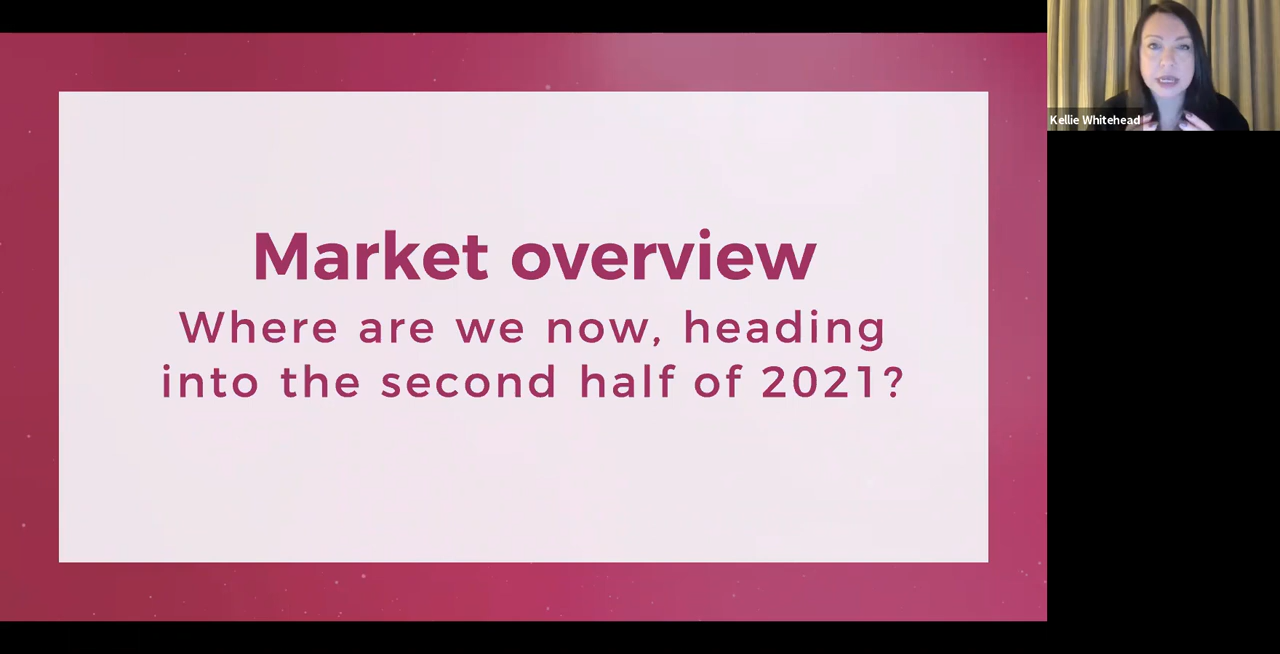 Market overview
Where are we now, heading
into the second half of 2021?
Kellie Whitehead